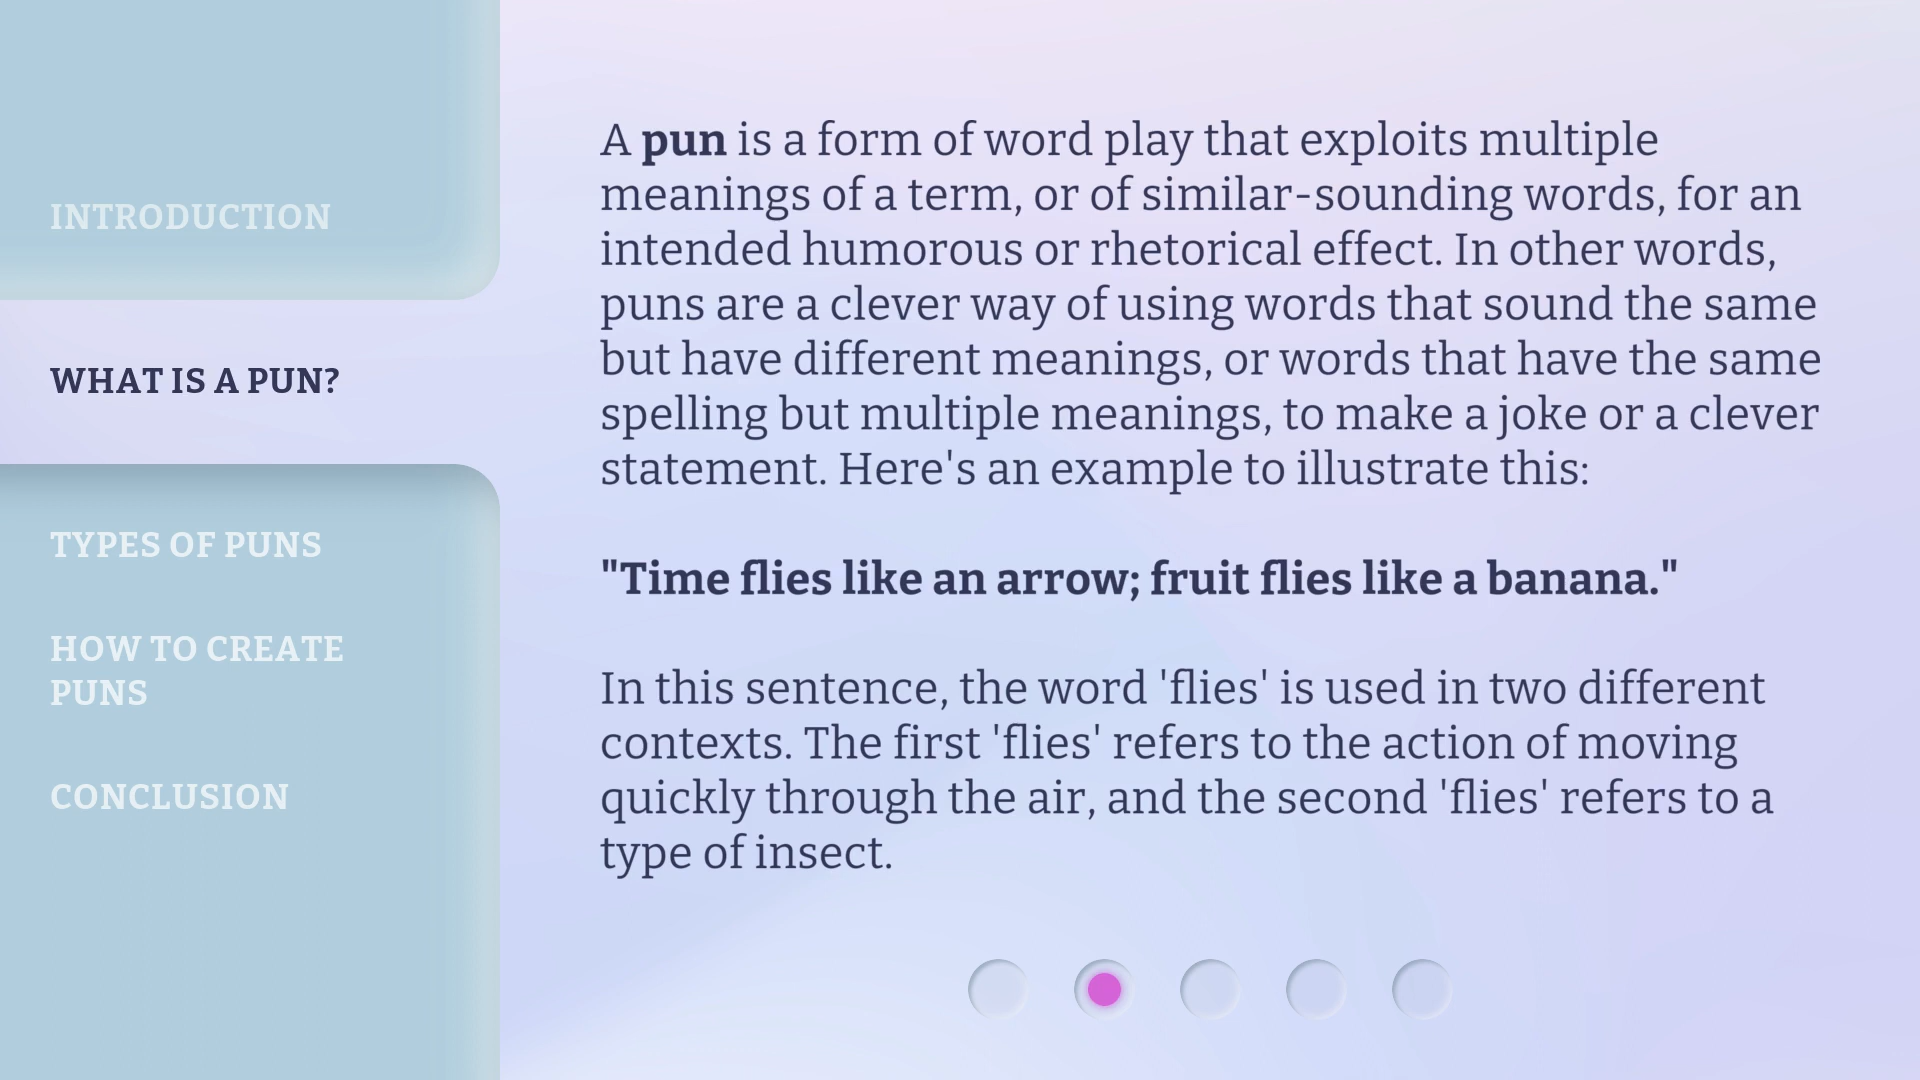 INTRODUCTION
WHAT IS A PUN?
TYPES OF PUNS
HOW TO CREATE
PUNS
CONCLUSION
A pun is a form of word play that exploits multiple
meanings of a term, or of similar-sounding words, for an
intended humorous or rhetorical effect. In other words,
puns are a clever way of using words that sound the same
but have different meanings, or words that have the same
spelling but multiple meanings, to make a joke or a clever
statement. Here's an example to illustrate this:
"Time flies like an arrow; fruit flies like a banana."
In this sentence, the word 'flies' is used in two different
contexts. The first 'flies' refers to the action of moving
quickly through the air, and the second 'flies' refers to a
type of insect.